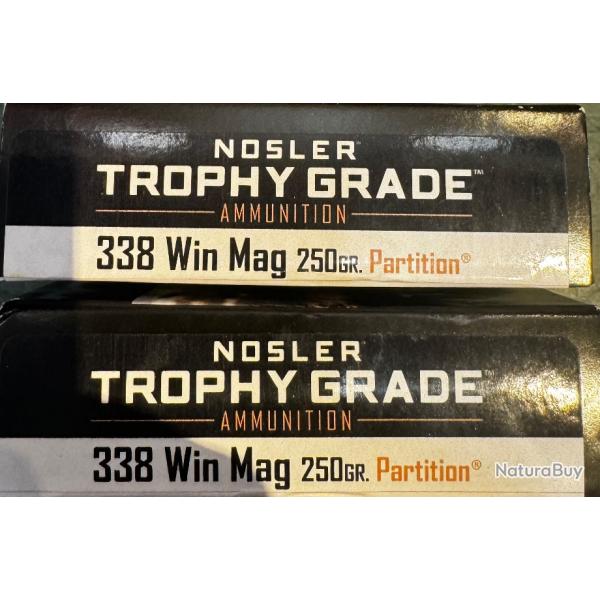 NOSLER
TROPHY GRADE™
AMMUNITION
338 Win Mag 250GR. Partition®
NOSLER
TROPHY GRADE™
AMMUNITION
338 Win Mag 250GR. Partition®
NaturaBuy